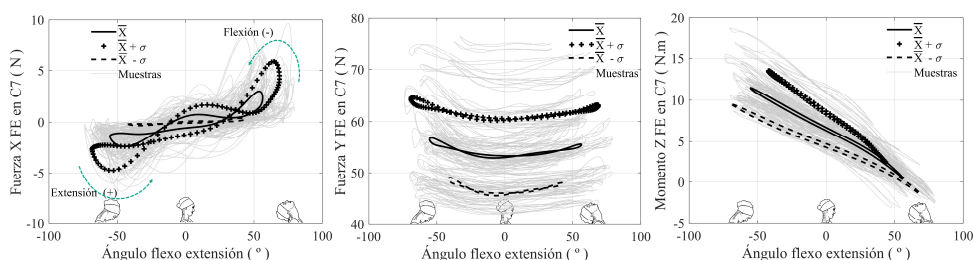 Fuerza X FE en C7 ( N )
10
5
0
-5
-10
X
X + σ
X - σ
Muestras
Flexión (-)
Extensión (+)
-100
-50
0
50
100
Ángulo flexo extensión ( º )
Fuerza Y FE en C7 ( N )
80
70
60
50
40
X
X + σ
X - σ
Muestras
-100
-50
0
50
100
Ángulo flexo extensión ( º )
Momento Z FE en C7 ( N.m )
20
15
10
5
0
-5
X
X + σ
X - σ
Muestras
-100
-50
0
50
100
Ángulo flexo extensión ( º )